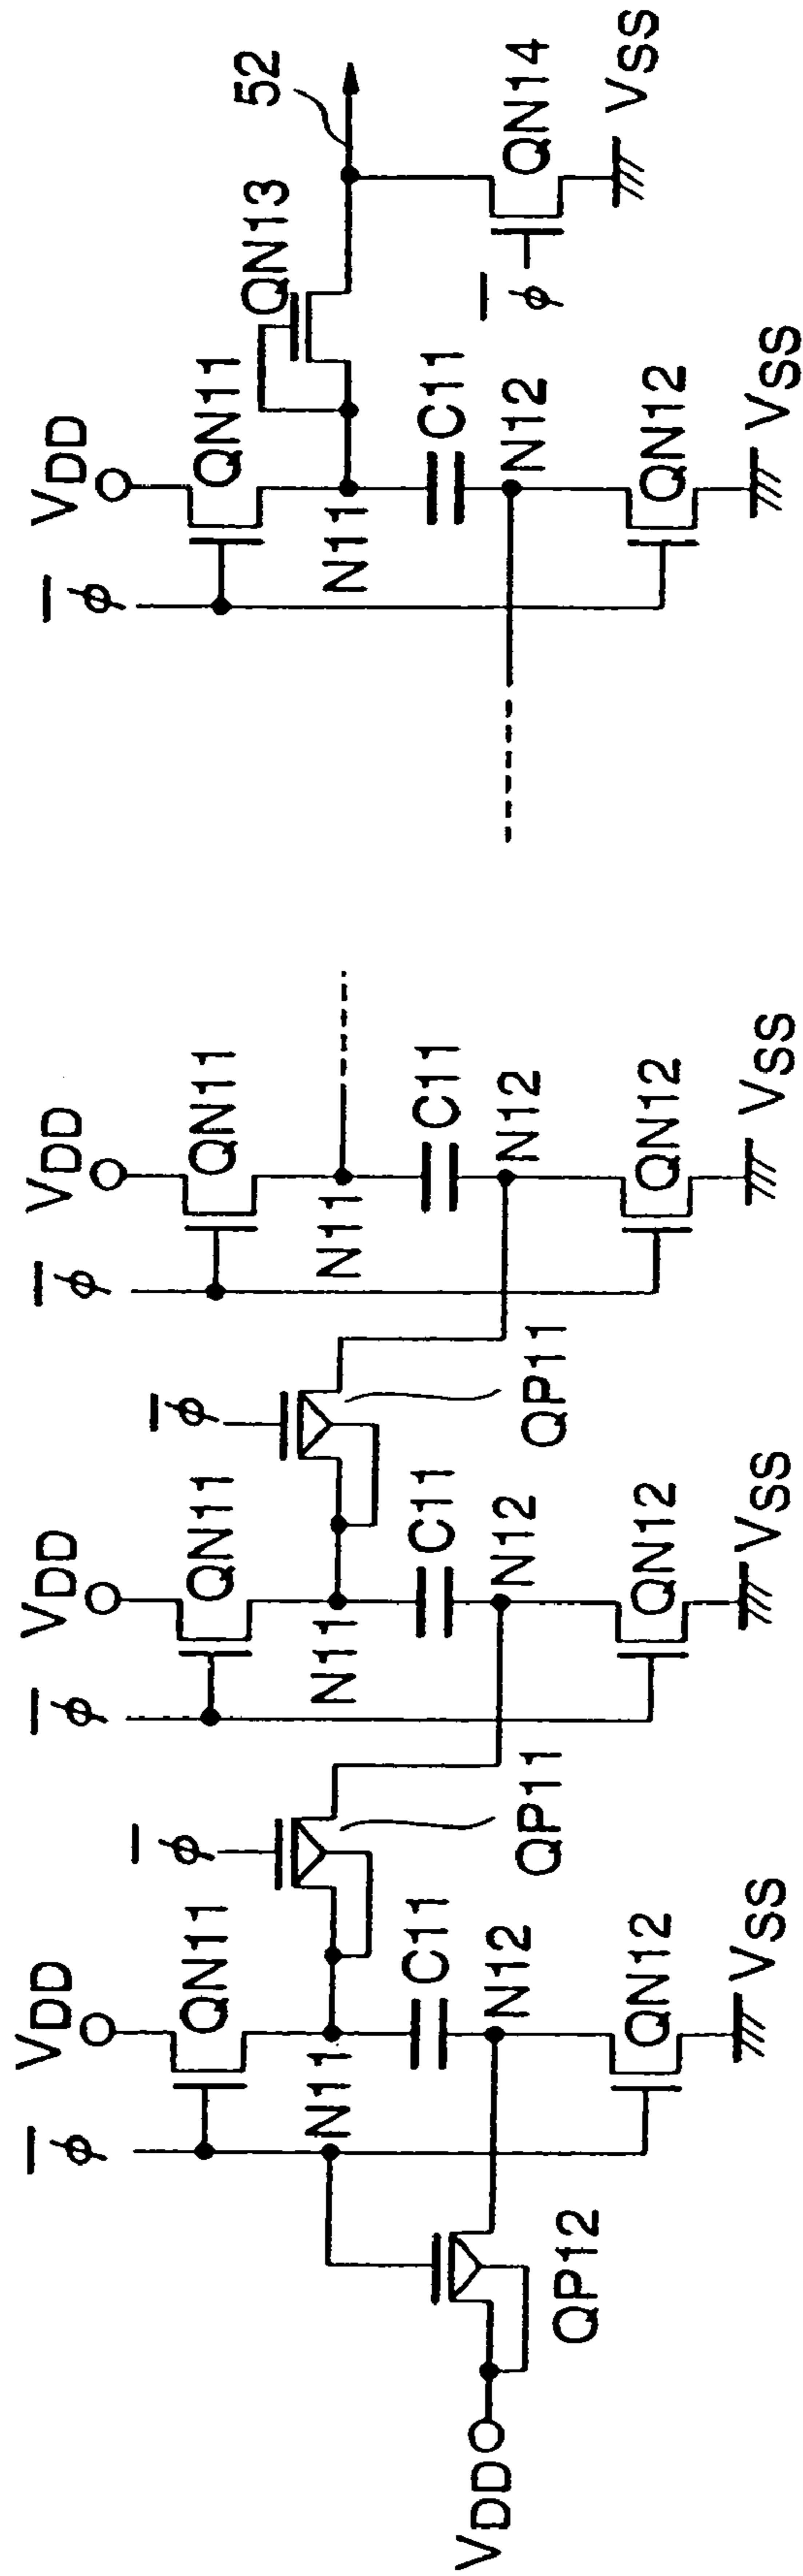 φ̅ VDD φ̅ VDD φ̅ VDD φ̅ VDD
φ̅ φ̅
QN11 QN11 QN11 QN11 QN13 52
N11 N11 N11 N11
C11 C11 C11 C11
N12 N12 N12 N12 φ̅ QN14
VDD QP12 QP11 QP11
QN12 QN12 QN12 QN12 VSS
VSS VSS VSS VSS